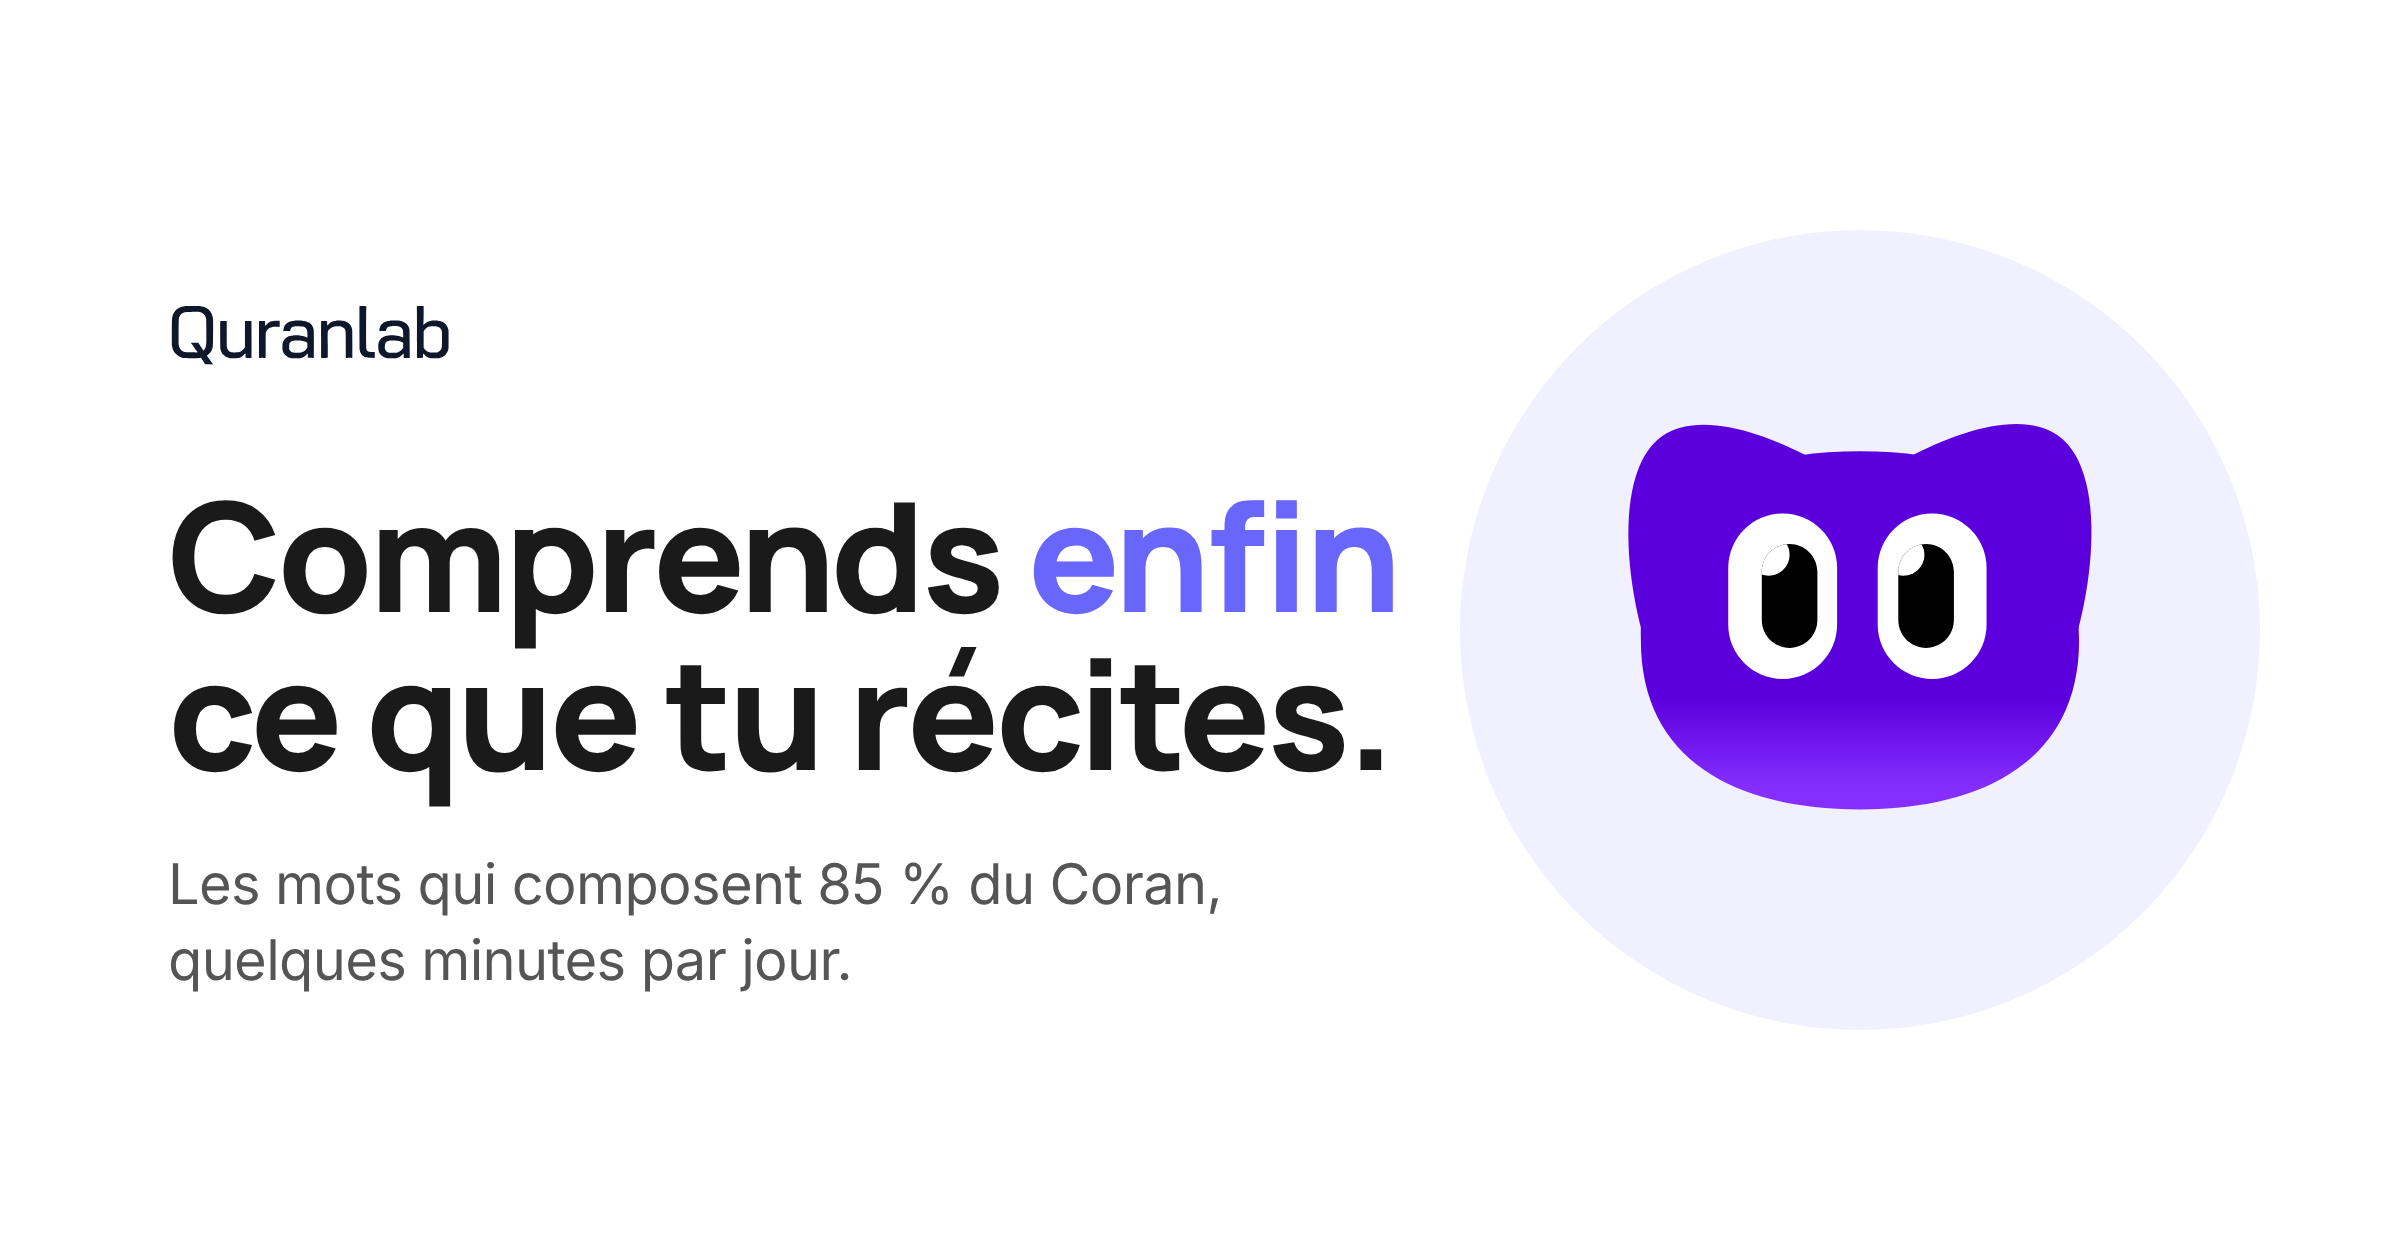 Quranlab
Comprends enfin
ce que tu récites.
Les mots qui composent 85 % du Coran,
quelques minutes par jour.